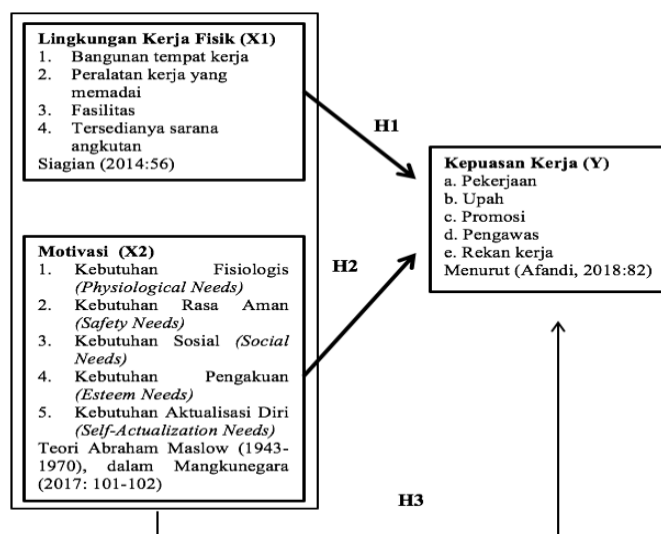 Lingkungan Kerja Fisik (X1)
1. Bangunan tempat kerja
2. Peralatan kerja yang
memadai
3. Fasilitas
4. Tersedianya sarana
angkutan
Siagian (2014:56)
H1
Kepuasan Kerja (Y)
a. Pekerjaan
b. Upah
c. Promosi
d. Pengawas
e. Rekan kerja
Menurut (Afandi, 2018:82)
Motivasi (X2)
1. Kebutuhan Fisiologis
(Physiological Needs)
2. Kebutuhan Rasa Aman
(Safety Needs)
3. Kebutuhan Sosial (Social
Needs)
4. Kebutuhan Pengakuan
(Esteem Needs)
5. Kebutuhan Aktualisasi Diri
(Self-Actualization Needs)
Teori Abraham Maslow (1943-
1970), dalam Mangkunegara
(2017: 101-102)
H2
H3